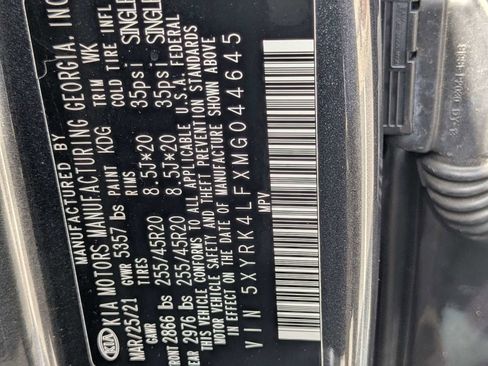 KIA
MANUFACTURED BY
KIA MOTORS MANUFACTURING GEORGIA, INC
MAR/25/21 GVWR 5357 lbs PAINT KDG TRIM WK
GAWR TIRES RIMS COLD TIRE INFL
FRONT 2866 lbs 255/45R20 8.5J*20 35psi SINGLE
REAR 2976 lbs 255/45R20 8.5J*20 35psi SINGLE
THIS VEHICLE CONFORMS TO ALL APPLICABLE U.S.A. FEDERAL
MOTOR VEHICLE SAFETY AND THEFT PREVENTION STANDARDS
IN EFFECT ON THE DATE OF MANUFACTURE SHOWN ABOVE
VIN 5XYRK4LFXMG044645
MPV